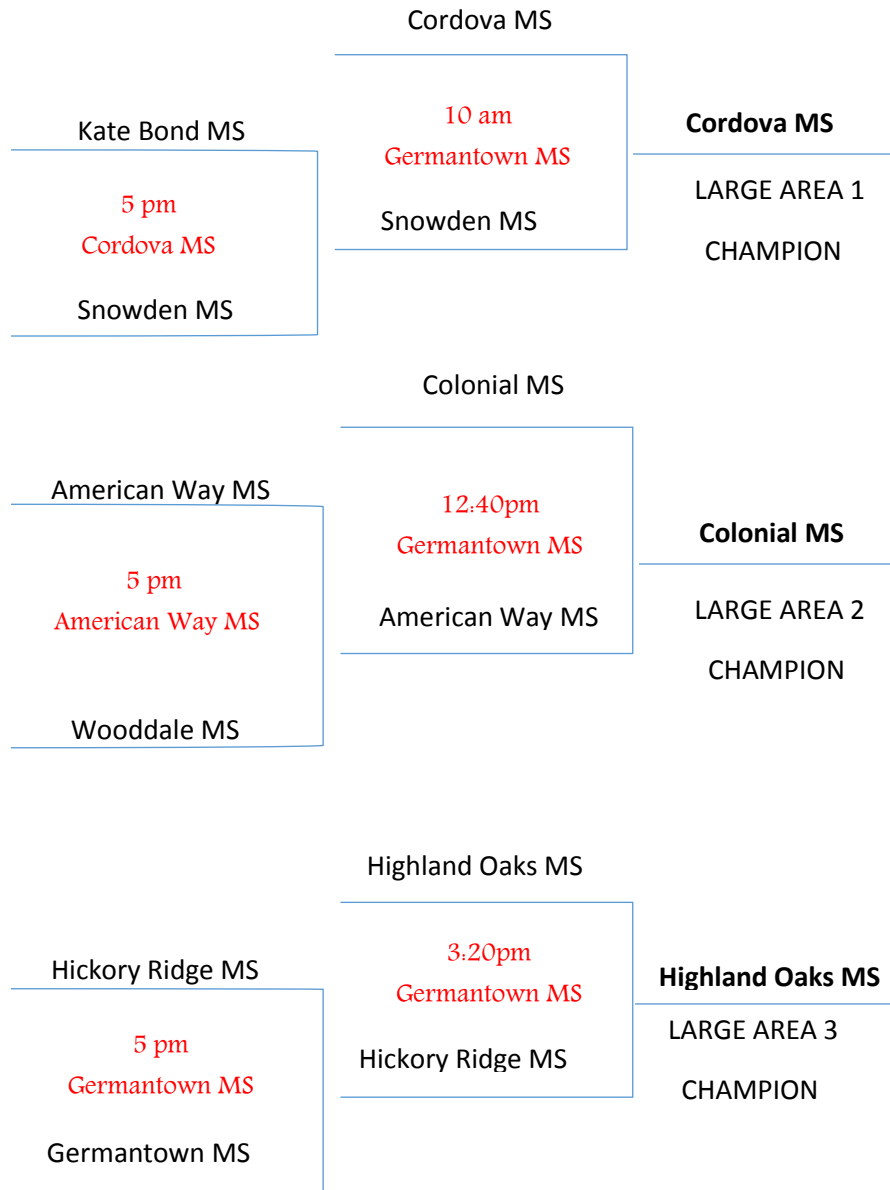 Cordova MS
Kate Bond MS
10 am
Germantown MS
Cordova MS
5 pm
Cordova MS
Snowden MS
LARGE AREA 1
CHAMPION
Snowden MS
Colonial MS
American Way MS
12:40pm
Germantown MS
Colonial MS
5 pm
American Way MS
American Way MS
LARGE AREA 2
CHAMPION
Wooddale MS
Highland Oaks MS
Hickory Ridge MS
3:20pm
Germantown MS
Highland Oaks MS
5 pm
Germantown MS
Hickory Ridge MS
LARGE AREA 3
CHAMPION
Germantown MS